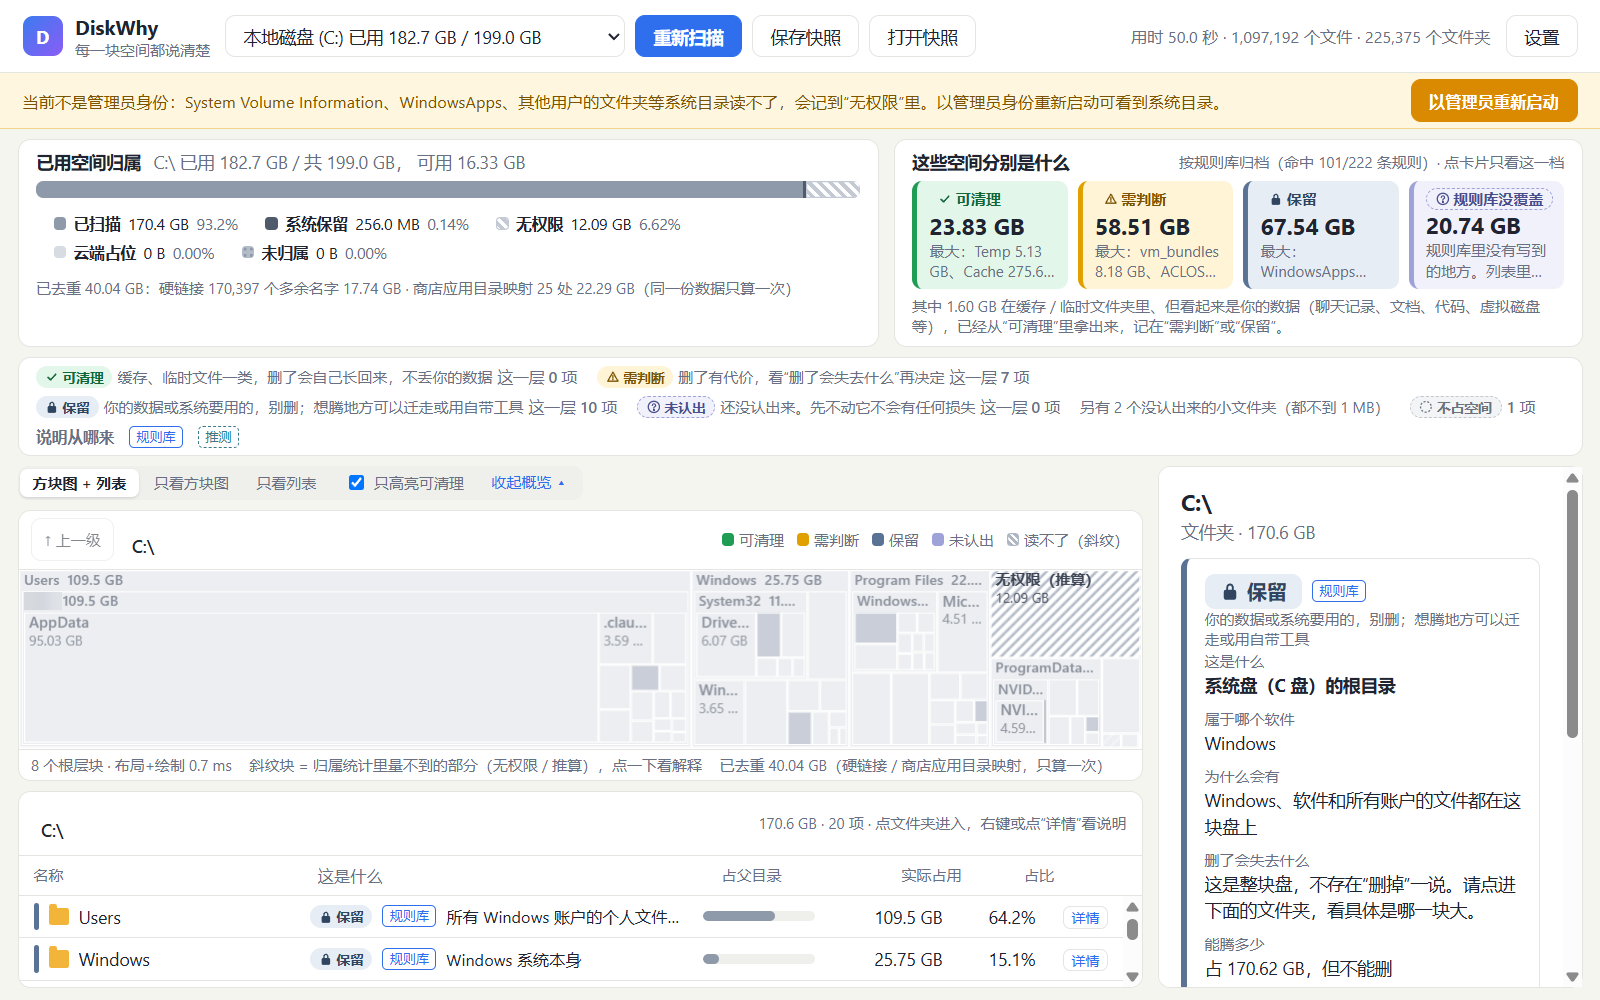 D
DiskWhy
每一块空间都说清楚
本地磁盘 (C:) 已用 182.7 GB / 199.0 GB
重新扫描
保存快照
打开快照
用时 50.0 秒 · 1,097,192 个文件 · 225,375 个文件夹
设置
当前不是管理员身份：System Volume Information、WindowsApps、其他用户的文件夹等系统目录读不了，会记到“无权限”里。以管理员身份重新启动可看到系统目录。
以管理员重新启动
已用空间归属 C:\ 已用 182.7 GB / 共 199.0 GB， 可用 16.33 GB
已扫描 170.4 GB 93.2% 系统保留 256.0 MB 0.14% 无权限 12.09 GB 6.62%
云端占位 0 B 0.00% 未归属 0 B 0.00%
已去重 40.04 GB：硬链接 170,397 个多余名字 17.74 GB · 商店应用目录映射 25 处 22.29 GB（同一份数据只算一次）
这些空间分别是什么
按规则库归档（命中 101/222 条规则）· 点卡片只看这一档
可清理
23.83 GB
最大：Temp 5.13
GB、Cache 275.6...
需判断
58.51 GB
最大：vm_bundles
8.18 GB、ACLOS...
保留
67.54 GB
最大：
WindowsApps...
规则库没覆盖
20.74 GB
规则库里没有写到
的地方。列表里...
其中 1.60 GB 在缓存 / 临时文件夹里、但看起来是你的数据（聊天记录、文档、代码、虚拟磁盘
等），已经从“可清理”里拿出来，记在“需判断”或“保留”。
可清理 缓存、临时文件一类，删了会自己长回来，不丢你的数据 这一层 0 项 需判断 删了有代价，看“删了会失去什么”再决定 这一层 7 项
保留 你的数据或系统要用的，别删；想腾地方可以迁走或用自带工具 这一层 10 项 未认出 还没认出来。先不动它不会有任何损失 这一层 0 项 另有 2 个没认出来的小文件夹（都不到 1 MB） 不占空间 1 项
说明从哪来 规则库 推测
方块图 + 列表
只看方块图
只看列表
只高亮可清理
收起概览
↑ 上一级
C:\
可清理 需判断 保留 未认出 读不了（斜纹）
Users 109.5 GB
109.5 GB
AppData
95.03 GB
.clau...
3.59 ...
Windows 25.75 GB
System32 11....
Drive...
6.07 GB
Win...
3.65 ...
Program Files 22....
Windows...
Mic...
4.51 ...
无权限（推算）
12.09 GB
ProgramData...
NVID...
NVI...
4.59...
8 个根层块 · 布局+绘制 0.7 ms 斜纹块 = 归属统计里量不到的部分（无权限 / 推算），点一下看解释 已去重 40.04 GB（硬链接 / 商店应用目录映射，只算一次）
C:\
170.6 GB · 20 项 · 点文件夹进入，右键或点“详情”看说明
名称 这是什么 占父目录 实际占用 占比
Users 保留 规则库 所有 Windows 账户的个人文件... 109.5 GB 64.2% 详情
Windows 保留 规则库 Windows 系统本身 25.75 GB 15.1% 详情
C:\
文件夹 · 170.6 GB
保留 规则库
你的数据或系统要用的，别删；想腾地方可以迁
走或用自带工具
这是什么
系统盘（C 盘）的根目录
属于哪个软件
Windows
为什么会有
Windows、软件和所有账户的文件都在这
块盘上
删了会失去什么
这是整块盘，不存在“删掉”一说。请点进
下面的文件夹，看具体是哪一块大。
能腾多少
占 170.62 GB，但不能删